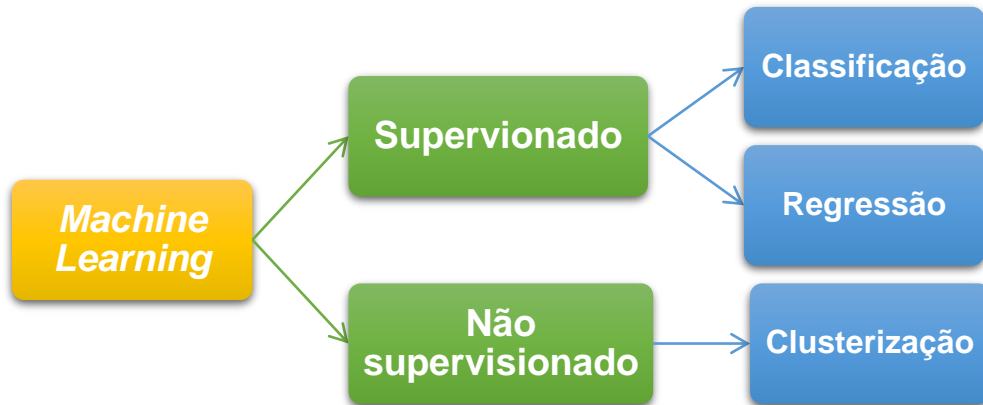 Machine
Learning
Supervionado
Não
supervisionado
Classificação
Regressão
Clusterização